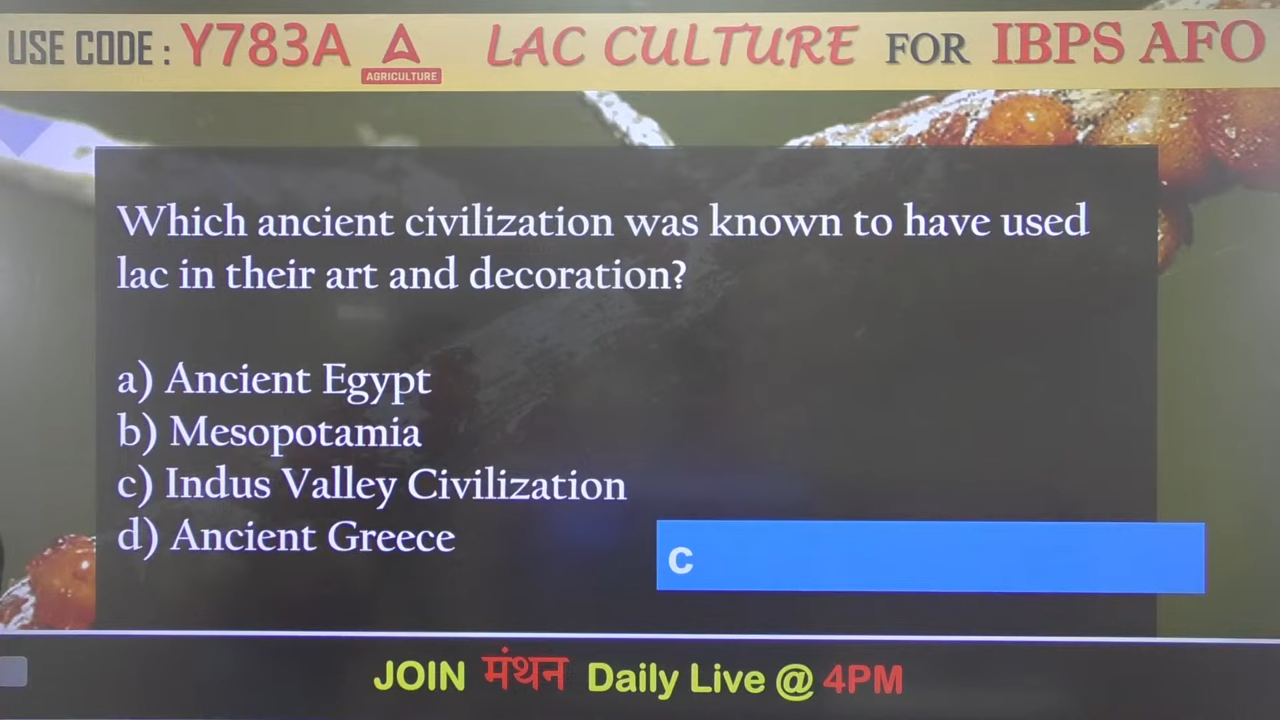 USE CODE : Y783A AGRICULTURE LAC CULTURE FOR IBPS AFO
Which ancient civilization was known to have used
lac in their art and decoration?
a) Ancient Egypt
b) Mesopotamia
c) Indus Valley Civilization
d) Ancient Greece
C
JOIN मंथन Daily Live @ 4PM